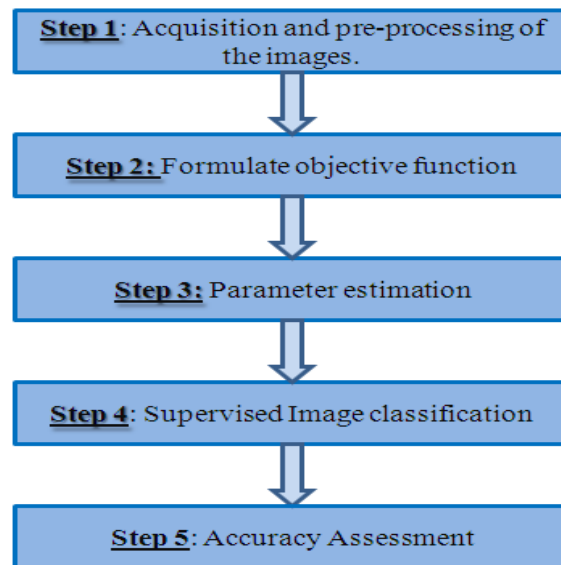 Step 1: Acquisition and pre-processing of
the images.
Step 2: Formulate objective function
Step 3: Parameter estimation
Step 4: Supervised Image classification
Step 5: Accuracy Assessment